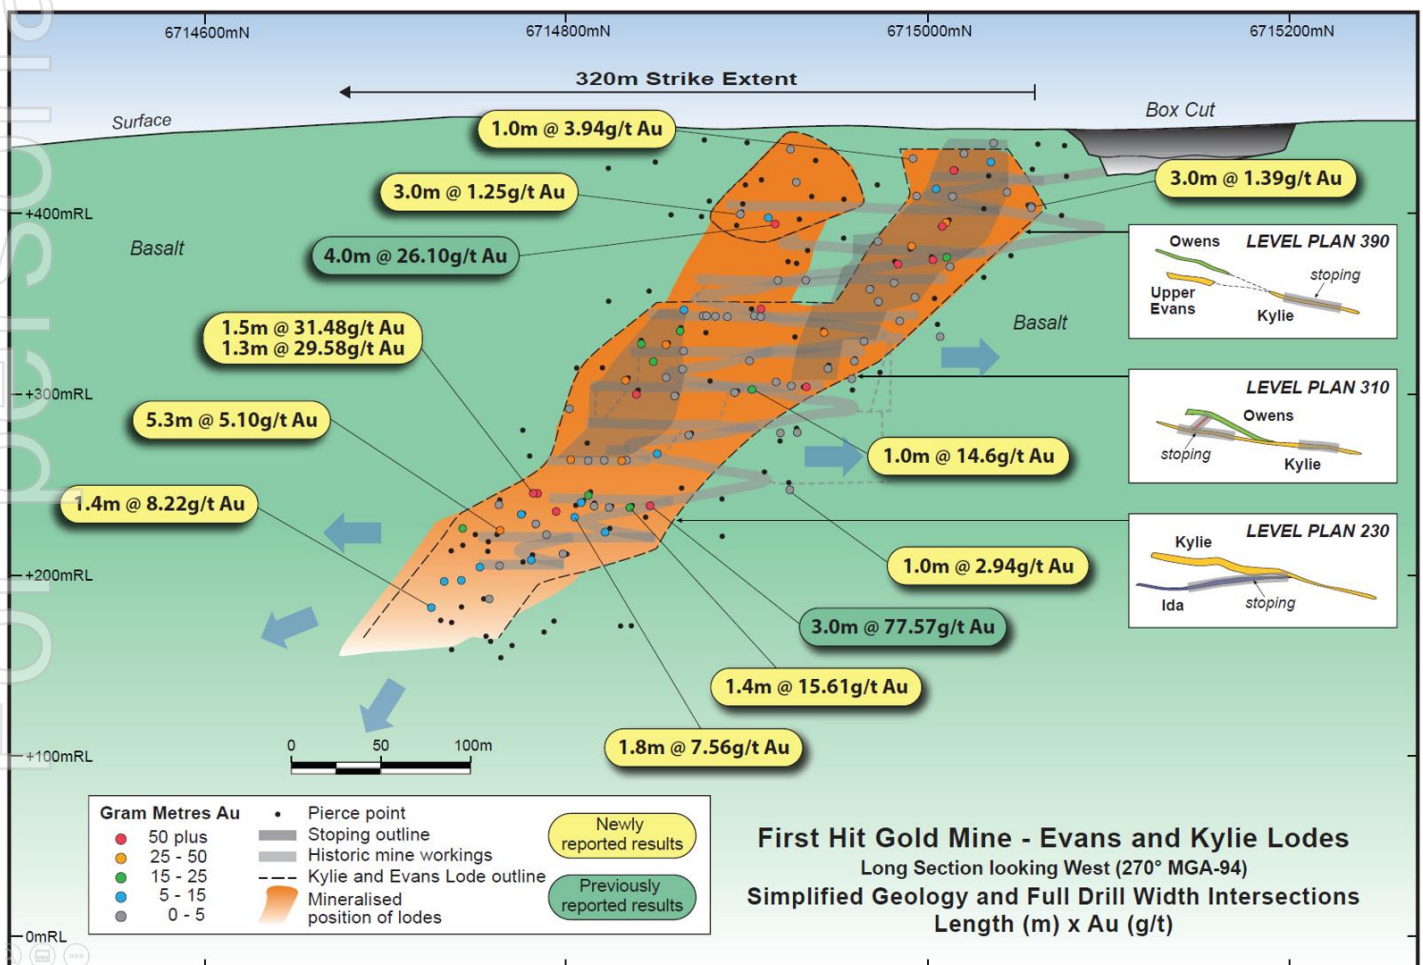 For personal
6714600mN
6714800mN
6715000mN
6715200mN
320m Strike Extent
Surface
Box Cut
1.0m @ 3.94g/t Au
3.0m @ 1.25g/t Au
3.0m @ 1.39g/t Au
+400mRL
Basalt
4.0m @ 26.10g/t Au
LEVEL PLAN 390
Owens
stoping
Upper
Evans
Kylie
1.5m @ 31.48g/t Au
1.3m @ 29.58g/t Au
Basalt
+300mRL
LEVEL PLAN 310
Owens
stoping
Kylie
5.3m @ 5.10g/t Au
1.0m @ 14.6g/t Au
1.4m @ 8.22g/t Au
LEVEL PLAN 230
Kylie
Ida
stoping
+200mRL
1.0m @ 2.94g/t Au
3.0m @ 77.57g/t Au
1.4m @ 15.61g/t Au
1.8m @ 7.56g/t Au
+100mRL
0 50 100m
Gram Metres Au
50 plus
25 - 50
15 - 25
5 - 15
0 - 5
Pierce point
Stoping outline
Historic mine workings
Kylie and Evans Lode outline
Mineralised
position of lodes
Newly
reported results
Previously
reported results
First Hit Gold Mine - Evans and Kylie Lodes
Long Section looking West (270° MGA-94)
Simplified Geology and Full Drill Width Intersections
Length (m) x Au (g/t)
0mRL